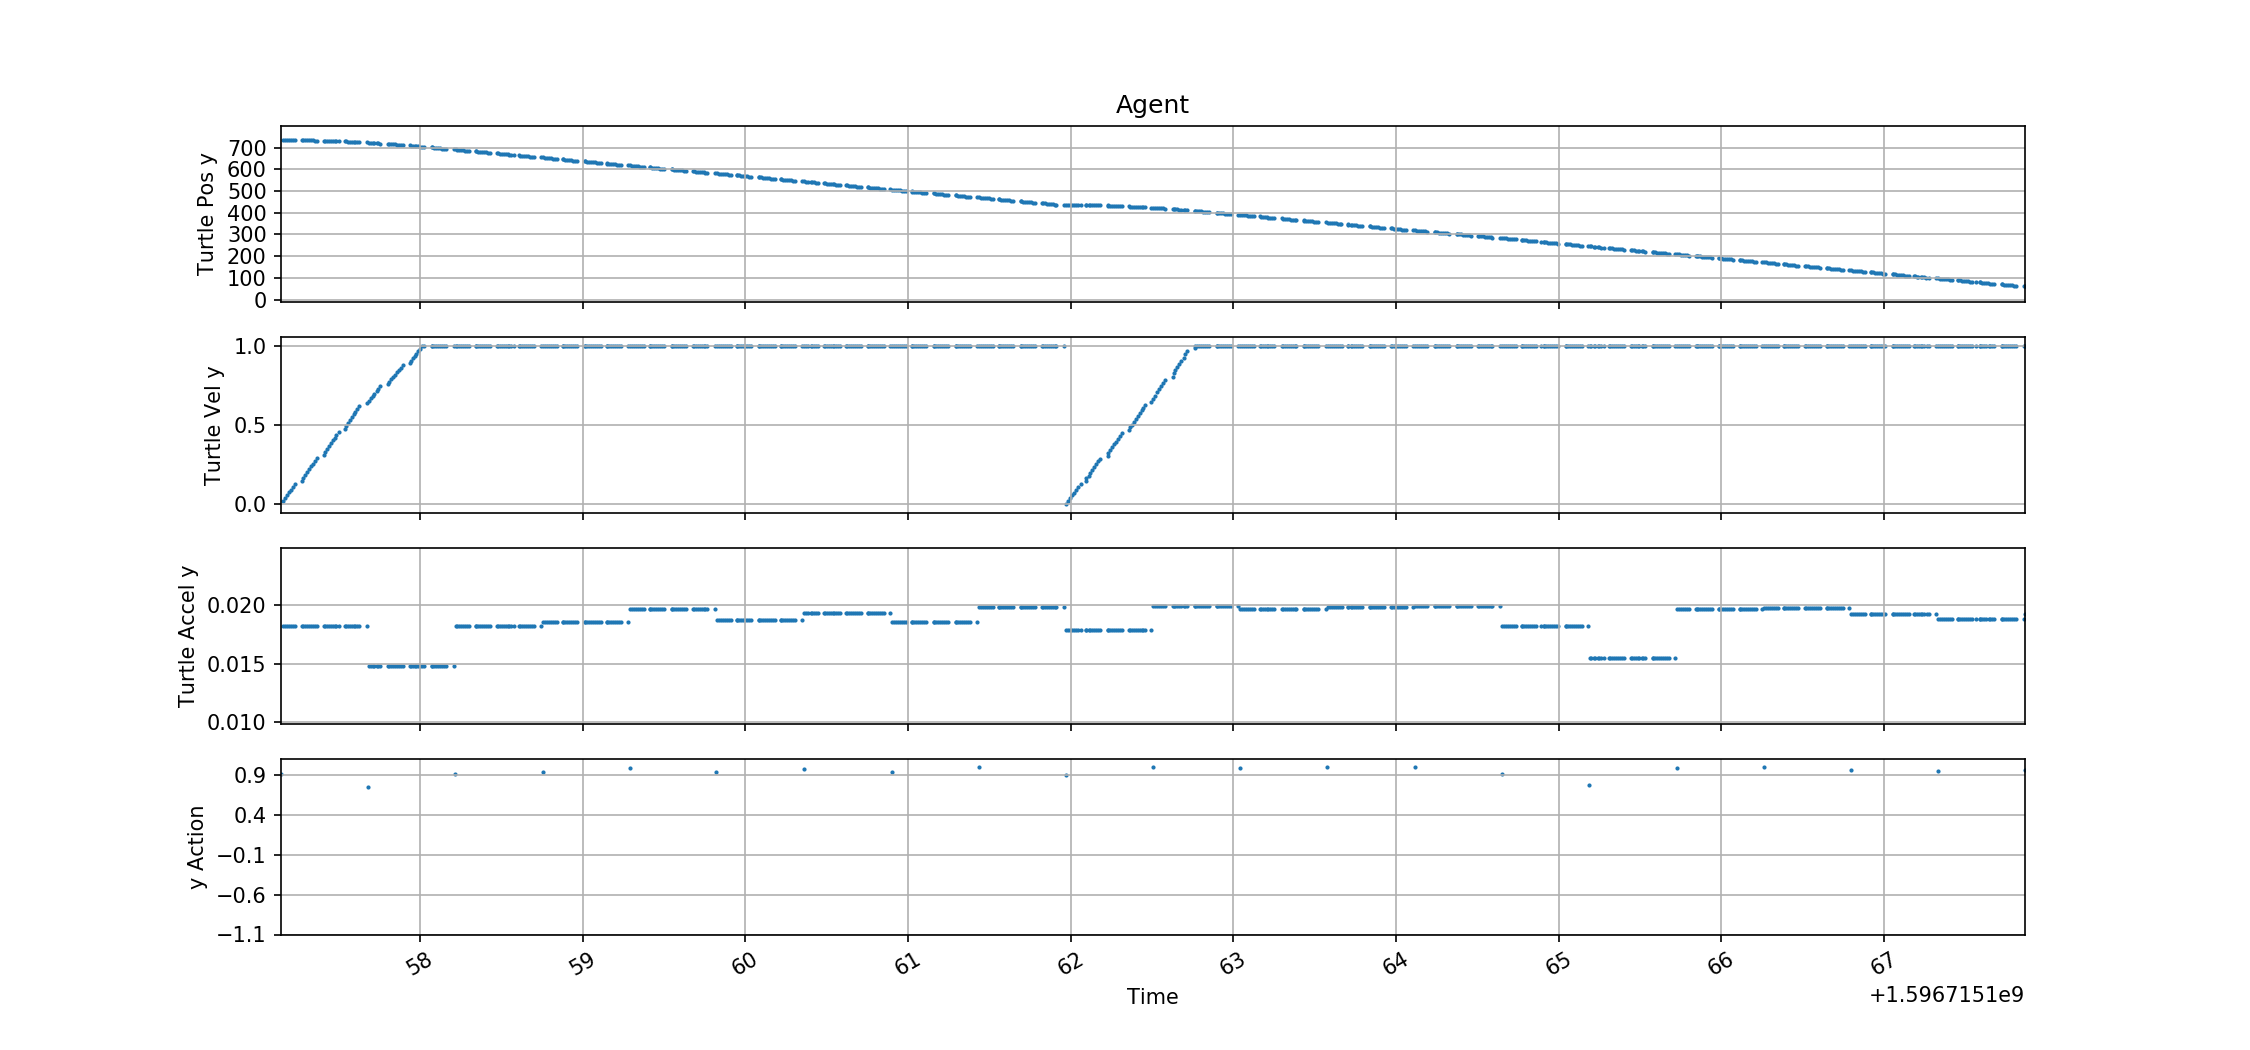 Agent
Turtle Pos y
700
600
500
400
300
200
100
0
Turtle Vel y
1.0
0.5
0.0
Turtle Accel y
0.020
0.015
0.010
y Action
0.9
0.4
−0.1
−0.6
−1.1
58 59 60 61 62 63 64 65 66 67
Time
+1.5967151e9